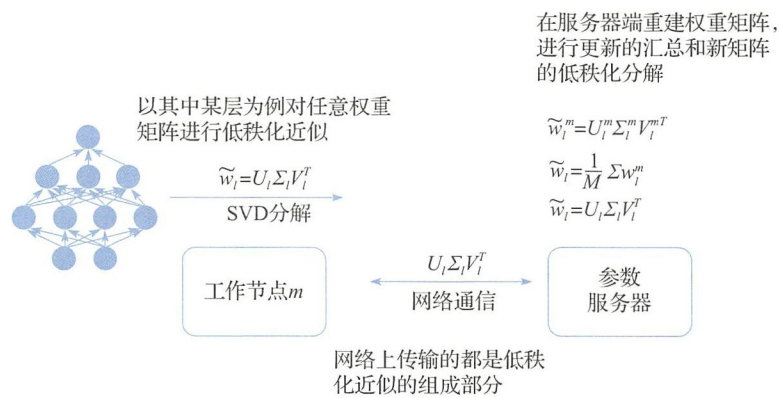 在服务器端重建权重矩阵，
进行更新的汇总和新矩阵
的低秩化分解
以其中某层为例对任意权重
矩阵进行低秩化近似
w̃ₗ=UₗΣₗVₗᵀ
SVD分解
w̃ₗᵐ=UₗᵐΣₗᵐVₗᵐᵀ
w̃ₗ=1/M Σwₗᵐ
w̃ₗ=UₗΣₗVₗᵀ
工作节点m
UₗΣₗVₗᵀ
网络通信
参数
服务器
网络上传输的都是低秩
化近似的组成部分